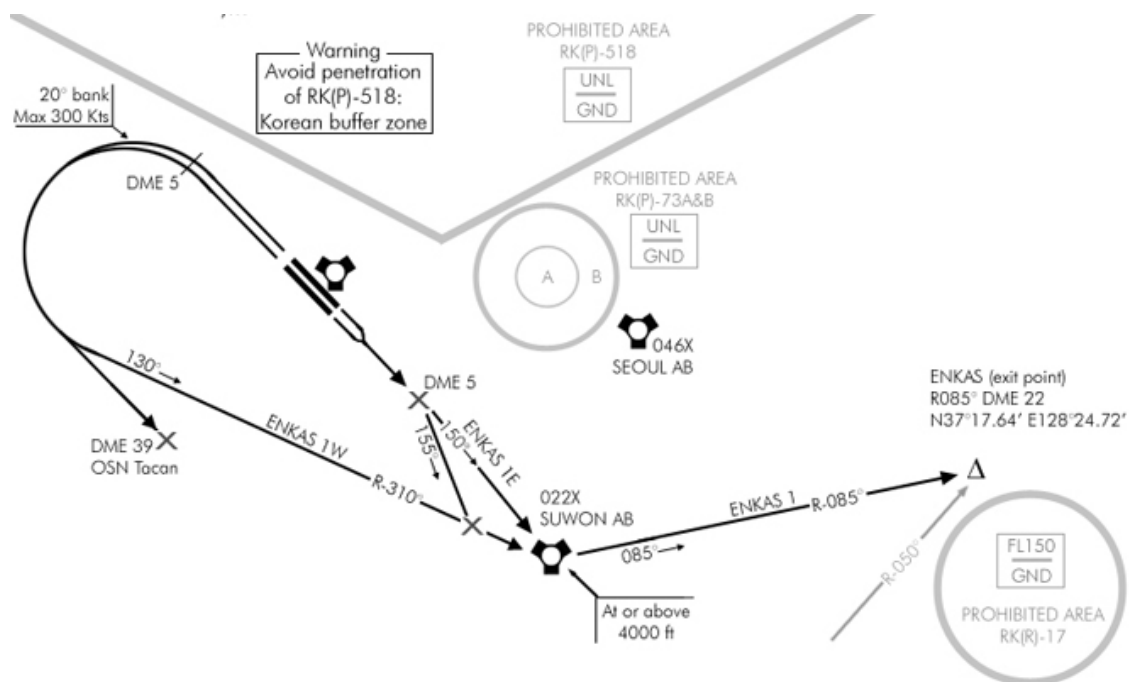 Warning
Avoid penetration
of RK(P)-518:
Korean buffer zone
PROHIBITED AREA
RK(P)-518
UNL
GND
20° bank
Max 300 Kts
DME 5
PROHIBITED AREA
RK(P)-73A&B
UNL
GND
A
B
046X
SEOUL AB
130°
ENKAS 1W
R-310°
DME 39
OSN Tacan
DME 5
155°
150°
ENKAS 1E
022X
SUWON AB
085°
ENKAS 1
R-085°
At or above
4000 ft
ENKAS (exit point)
R085° DME 22
N37°17.64' E128°24.72'
R-050°
FL150
GND
PROHIBITED AREA
RK(R)-17